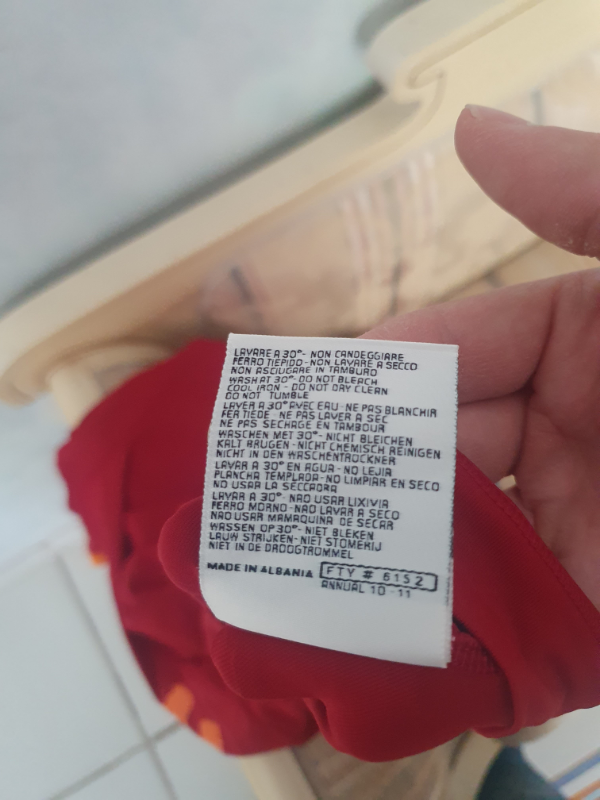 LAVARE A 30°- NON CANDEGGIARE
FERRO TIEPIDO - NON LAVARE A SECCO
NON ASCIUGARE IN TAMBURO
WASH AT 30°- DO NOT BLEACH
COOL IRON - DO NOT DRY CLEAN
DO NOT TUMBLE
LAVER A 30° AVEC EAU - NE PAS BLANCHIR
FER TIEDE NE PAS LAVER A SEC
NE PAS SECHAGE EN TAMBOUR
WASCHEN MET 30°- NICHT BLEICHEN
KALT BRUGEN - NICHT CHEMISCH REINIGEN
NICHT IN DEN WASCHENTROCKNER
LAVAR A 30° EN AGUA - NO LEJIA
PLANCHA TEMPLADA - NO LIMPIAR EN SECO
NO USAR LA SECCADRA
LAVAR A 30°- NAO USAR LIXIVIA
FERRO MORNO - NAO LAVAR A SECO
NAO USAR MAMAQUINA DE SECAR
WASSEN OP 30°- NIET BLEKEN
LAUW STRIJKEN - NIET STOMERIJ
NIET IN DE DROOGTROMMEL
MADE IN ALBANIA FTY # 6152
ANNUAL 10 - 11